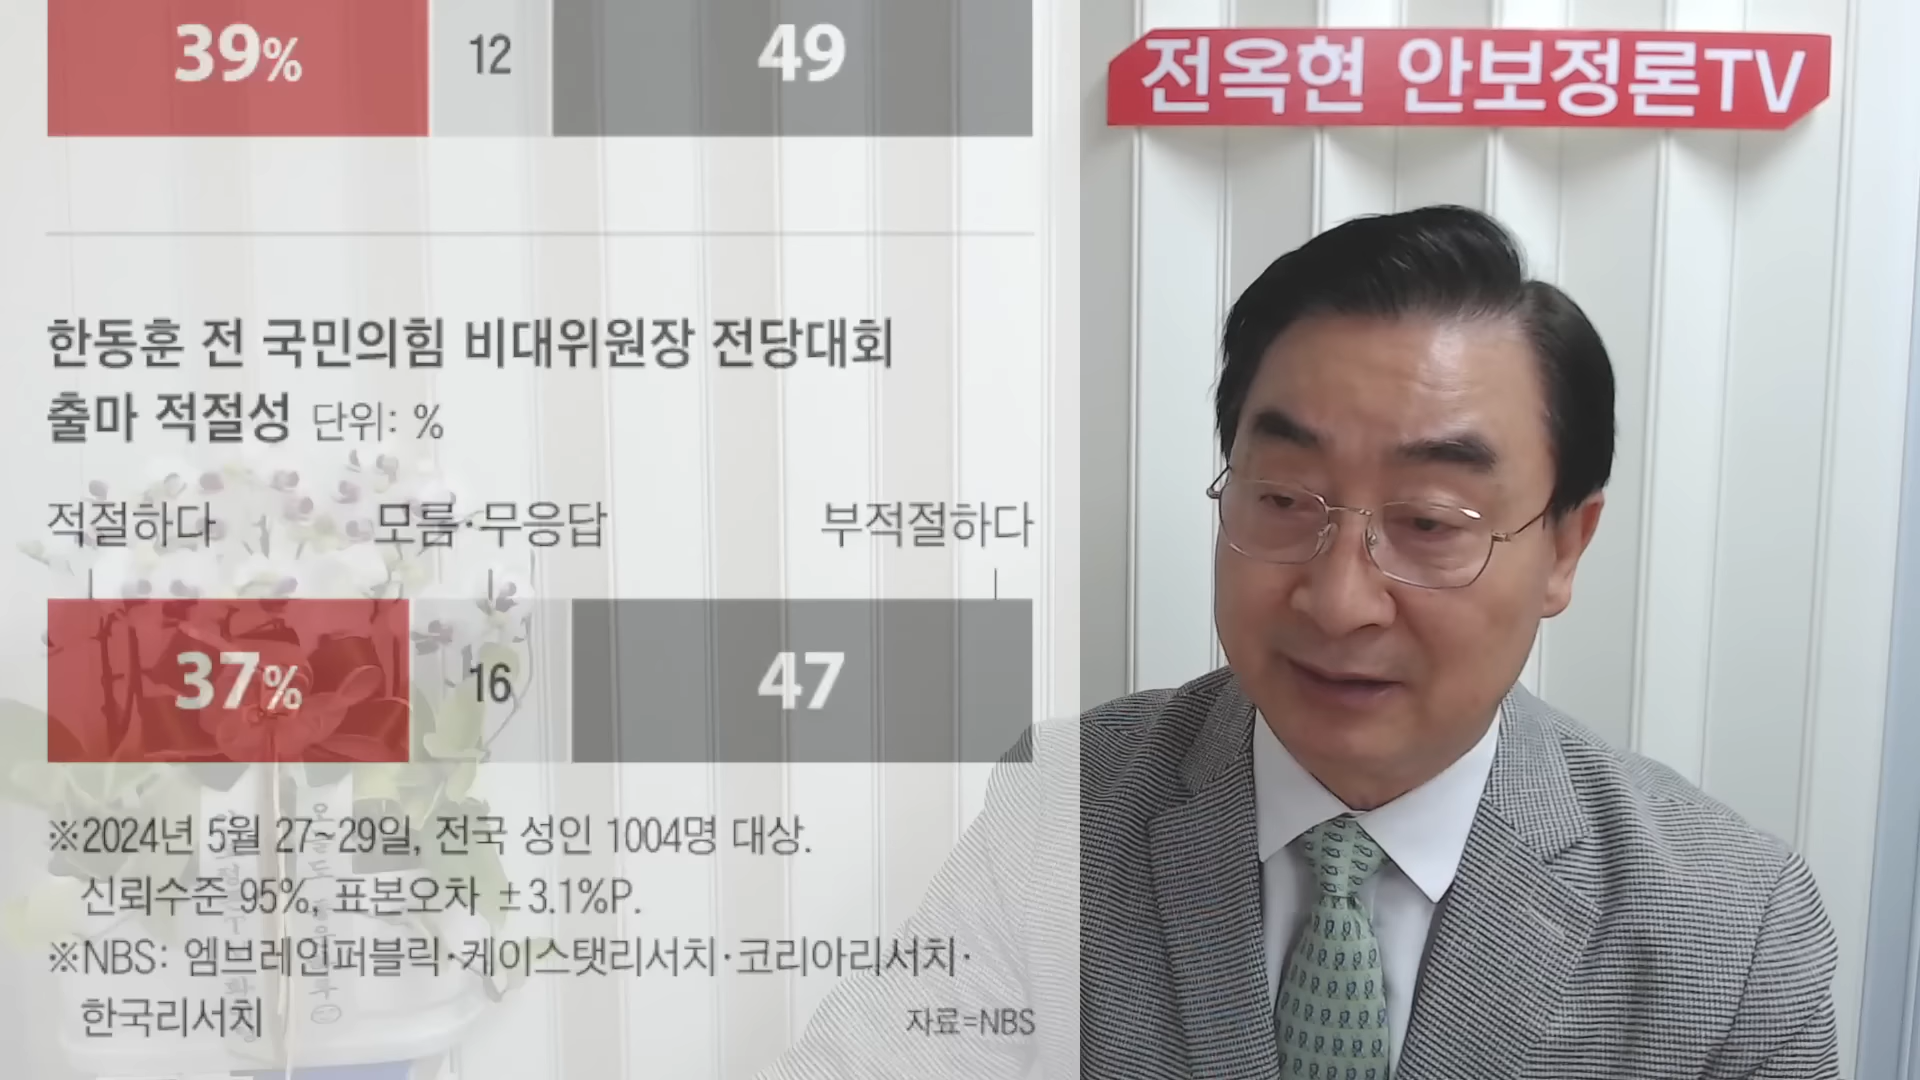 39% 12 49
전옥현 안보정론TV
한동훈 전 국민의힘 비대위원장 전당대회
출마 적절성 단위: %
적절하다 모름·무응답 부적절하다
37% 16 47
※2024년 5월 27~29일, 전국 성인 1004명 대상.
신뢰수준 95%, 표본오차 ±3.1%P.
※NBS: 엠브레인퍼블릭·케이스탯리서치·코리아리서치·
한국리서치
자료=NBS